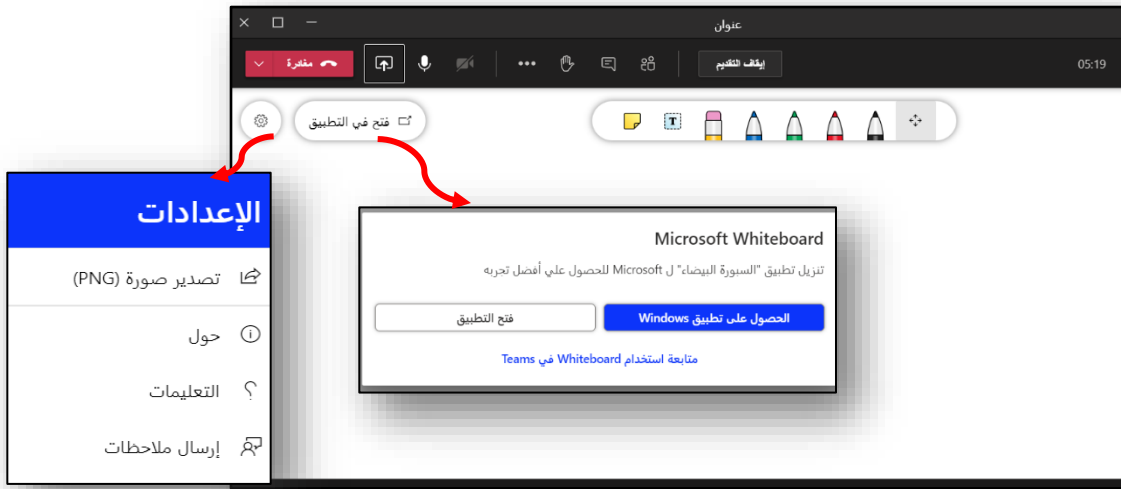 عنوان
05:19
إيقاف التقديم
مغادرة
فتح في التطبيق
T
الإعدادات
تصدير صورة (PNG)
حول
التعليمات
إرسال ملاحظات
Microsoft Whiteboard
تنزيل تطبيق "السبورة البيضاء" ل Microsoft للحصول علي أفضل تجربه
الحصول على تطبيق Windows
فتح التطبيق
متابعة استخدام Whiteboard في Teams